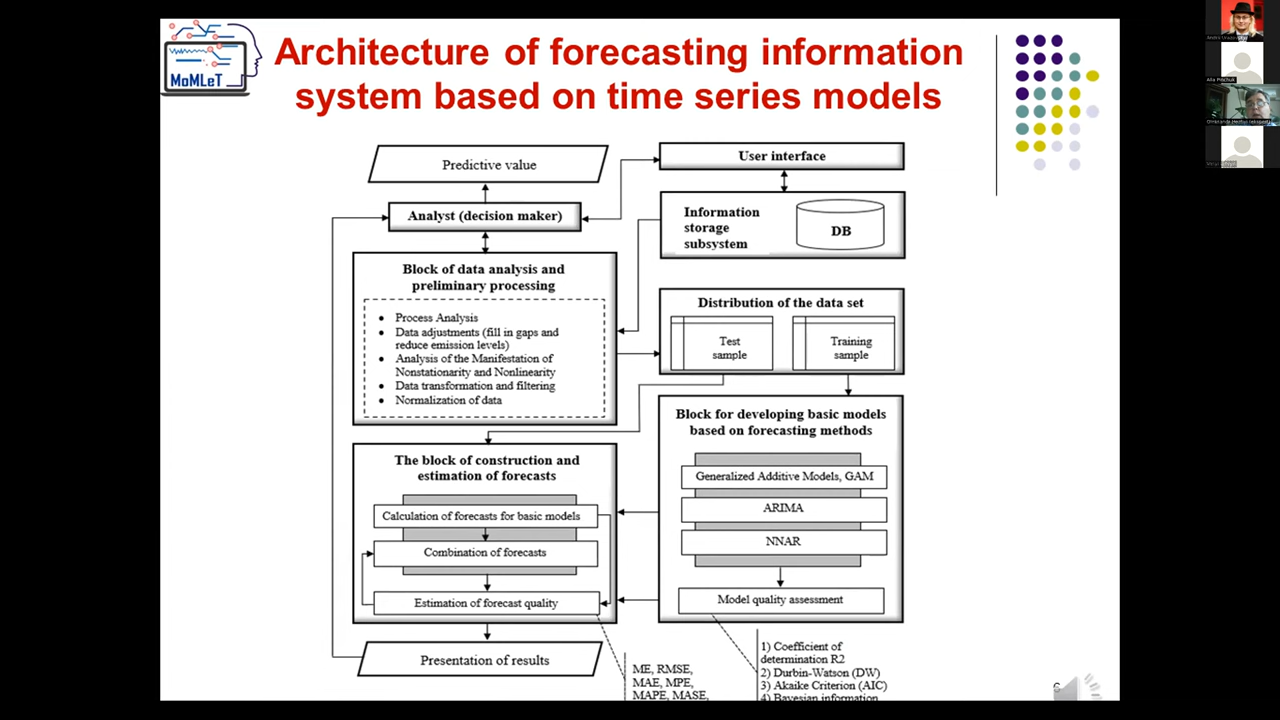 MoMLeT
Architecture of forecasting information
system based on time series models
Predictive value
User interface
Analyst (decision maker)
Information
storage
subsystem
DB
Block of data analysis and
preliminary processing
Process Analysis
Data adjustments (fill in gaps and
reduce emission levels)
Analysis of the Manifestation of
Nonstationarity and Nonlinearity
Data transformation and filtering
Normalization of data
Distribution of the data set
Test
sample
Training
sample
Block for developing basic models
based on forecasting methods
Generalized Additive Models, GAM
ARIMA
NNAR
Model quality assessment
The block of construction and
estimation of forecasts
Calculation of forecasts for basic models
Combination of forecasts
Estimation of forecast quality
Presentation of results
ME, RMSE,
MAE, MPE,
MAPE, MASE,
1) Coefficient of
determination R2
2) Durbin-Watson (DW)
3) Akaike Criterion (AIC)
4) Bayesian information
6